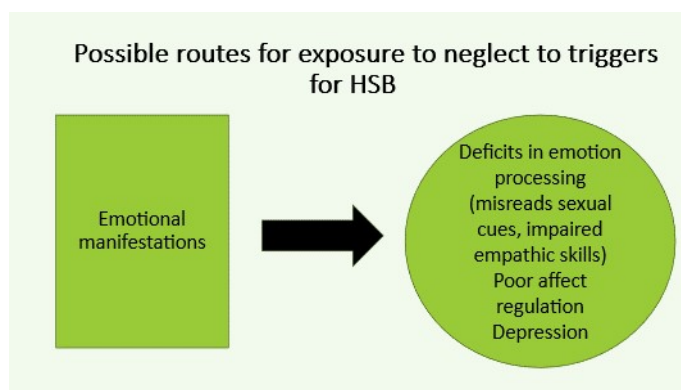 Possible routes for exposure to neglect to triggers
for HSB
Emotional
manifestations
Deficits in emotion
processing
(misreads sexual
cues, impaired
empathic skills)
Poor affect
regulation
Depression